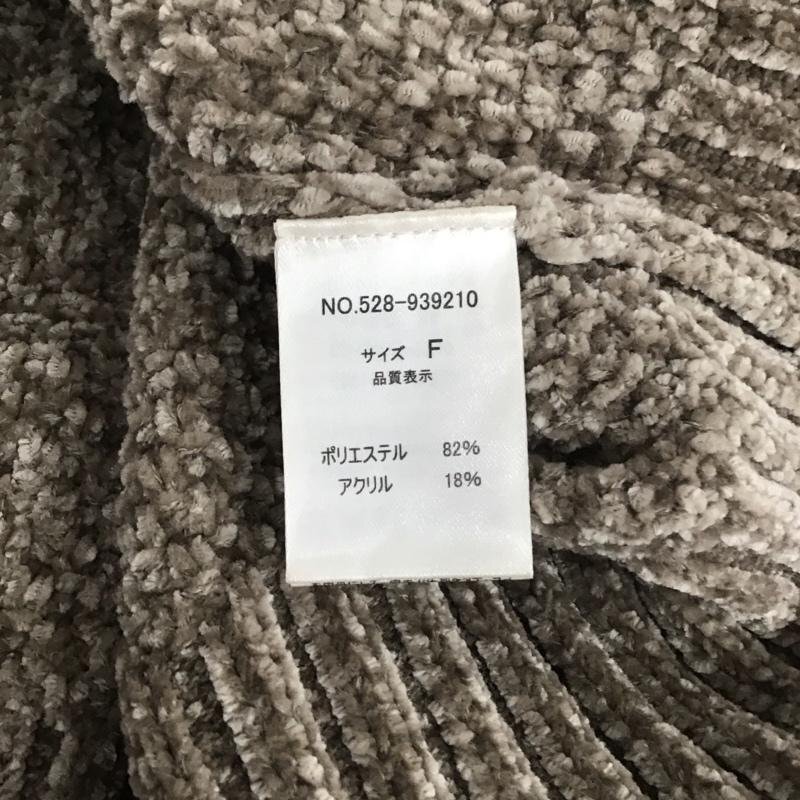 NO.528-939210
サイズ F
品質表示
ポリエステル 82%
アクリル 18%